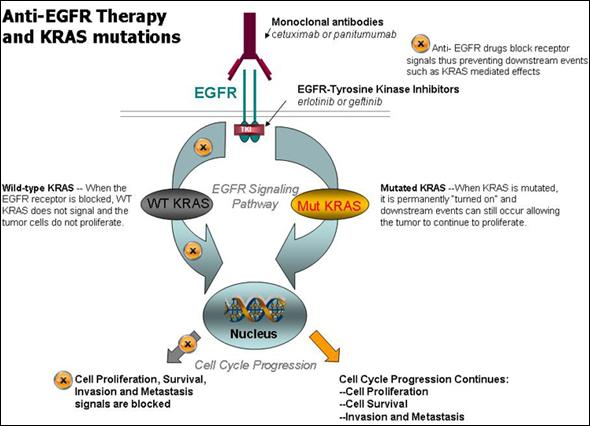 Anti-EGFR Therapy
and KRAS mutations
Monoclonal antibodies
cetuximab or panitumumab
X
Anti- EGFR drugs block receptor
signals thus preventing downstream events
such as KRAS mediated effects
EGFR
EGFR-Tyrosine Kinase Inhibitors
erlotinib or geftinib
TKI
X
Wild-type KRAS -- When the
EGFR receptor is blocked, WT
KRAS does not signal and the
tumor cells do not proliferate.
WT KRAS
EGFR Signaling
Pathway
Mut KRAS
Mutated KRAS --When KRAS is mutated,
it is permanently "turned on" and
downstream events can still occur allowing
the tumor to continue to proliferate.
X
Nucleus
X
Cell Cycle Progression
X
Cell Proliferation, Survival,
Invasion and Metastasis
signals are blocked
Cell Cycle Progression Continues:
--Cell Proliferation
--Cell Survival
--Invasion and Metastasis